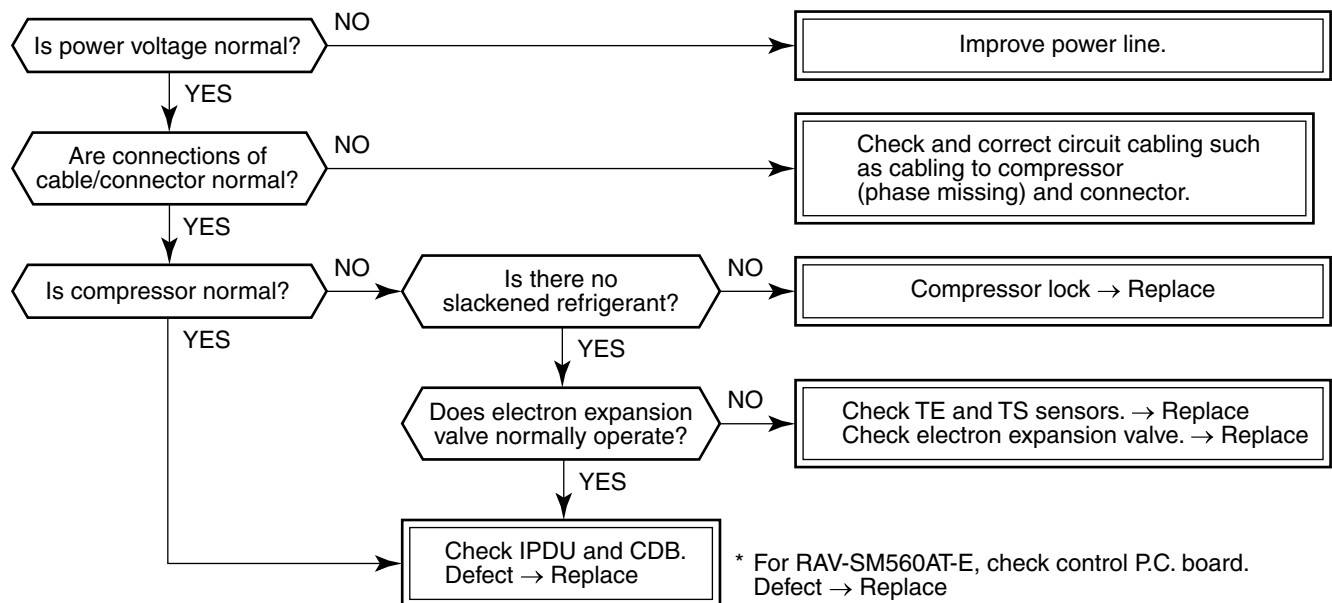 Is power voltage normal?
NO
Improve power line.
YES
Are connections of
cable/connector normal?
NO
Check and correct circuit cabling such
as cabling to compressor
(phase missing) and connector.
YES
Is compressor normal?
NO
Is there no
slackened refrigerant?
NO
Compressor lock → Replace
YES
YES
Does electron expansion
valve normally operate?
NO
Check TE and TS sensors. → Replace
Check electron expansion valve. → Replace
YES
Check IPDU and CDB.
Defect → Replace
* For RAV-SM560AT-E, check control P.C. board.
Defect → Replace